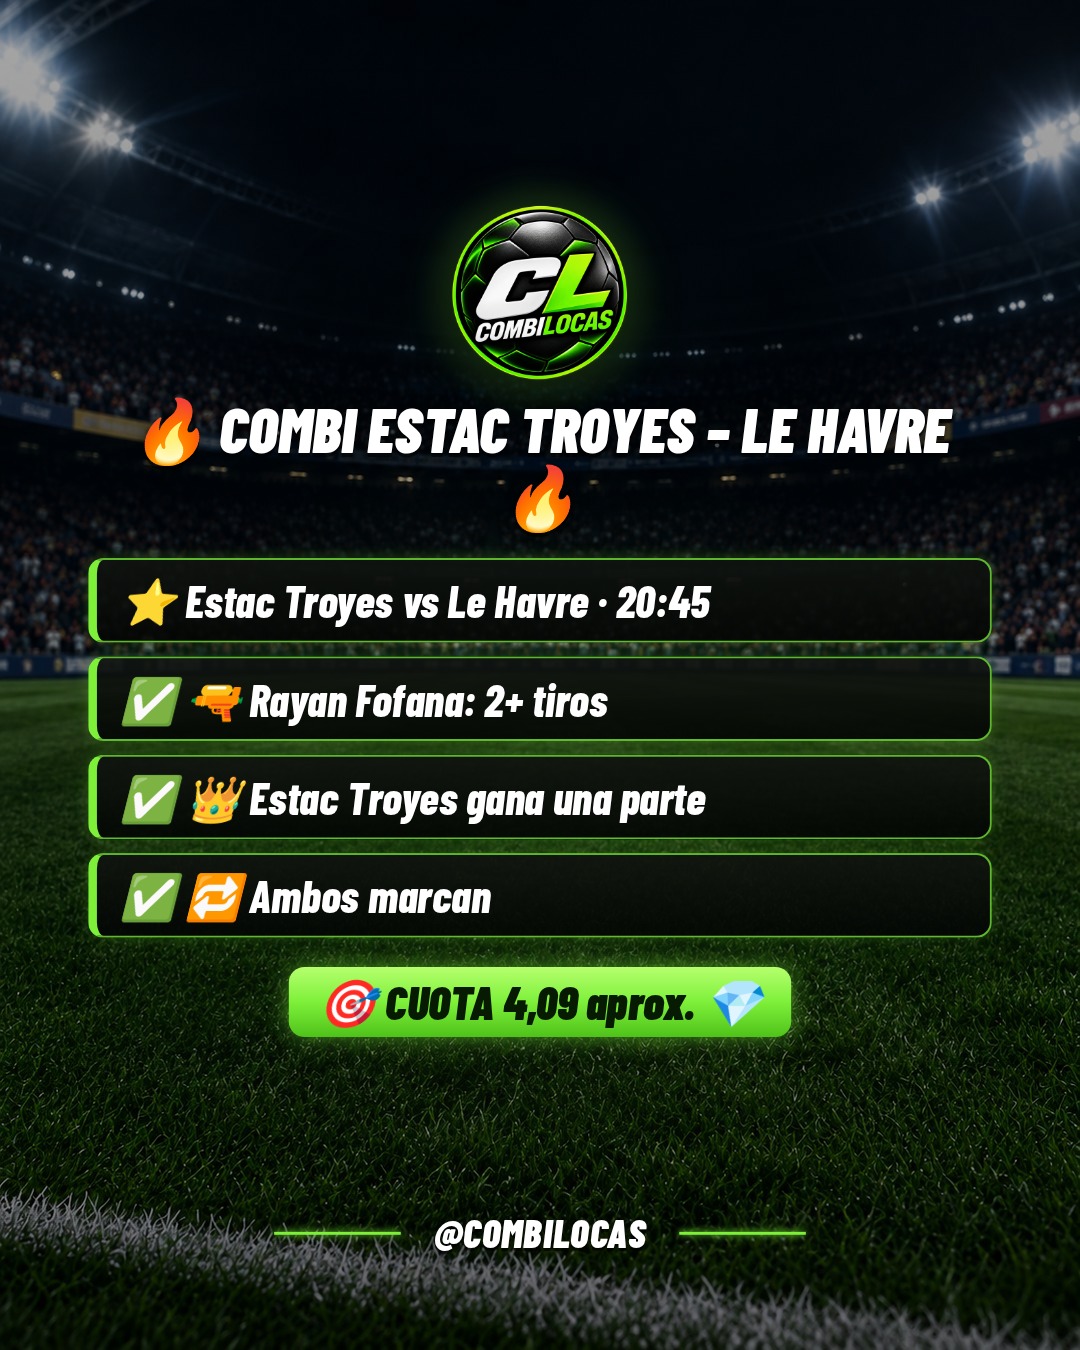 CL
COMBILOCAS
🔥 COMBI ESTAC TROYES - LE HAVRE
🔥
⭐ Estac Troyes vs Le Havre · 20:45
✅ 🔫 Rayan Fofana: 2+ tiros
✅ 👑 Estac Troyes gana una parte
✅ 🔁 Ambos marcan
🎯 CUOTA 4,09 aprox. 💎
@COMBILOCAS